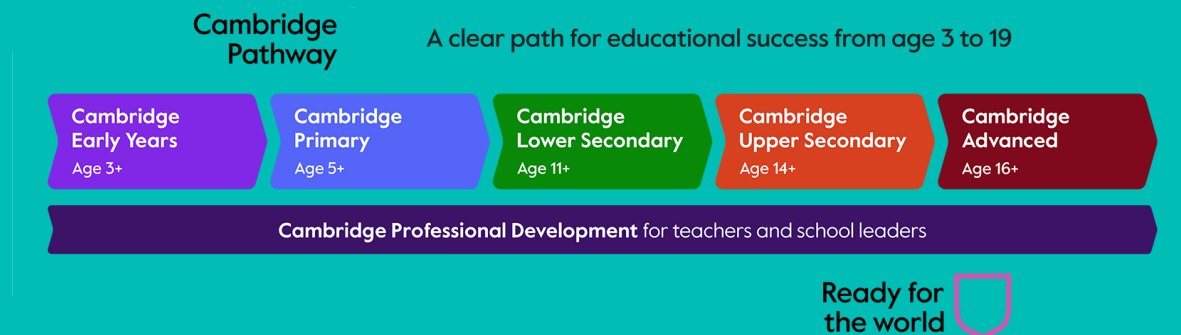 Cambridge
Pathway
A clear path for educational success from age 3 to 19
Cambridge
Early Years
Age 3+
Cambridge
Primary
Age 5+
Cambridge
Lower Secondary
Age 11+
Cambridge
Upper Secondary
Age 14+
Cambridge
Advanced
Age 16+
Cambridge Professional Development for teachers and school leaders
Ready for
the world